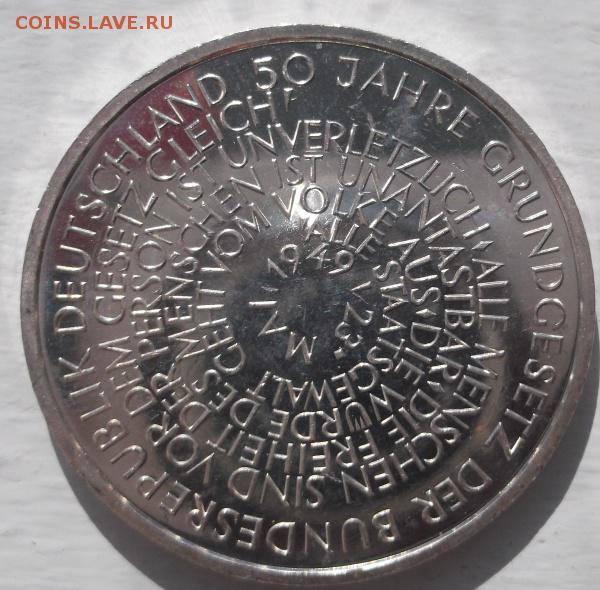 COINS.LAVE.RU
50 JAHRE GRUNDGESETZ DER BUNDESREPUBLIK DEUTSCHLAND
ALLE STAATSGEWALT GEHT VOM VOLKE AUS· DIE WÜRDE DES MENSCHEN IST UNANTASTBAR· DIE FREIHEIT DER PERSON IST UNVERLETZLICH· ALLE MENSCHEN SIND VOR DEM GESETZ GLEICH
23·
1949